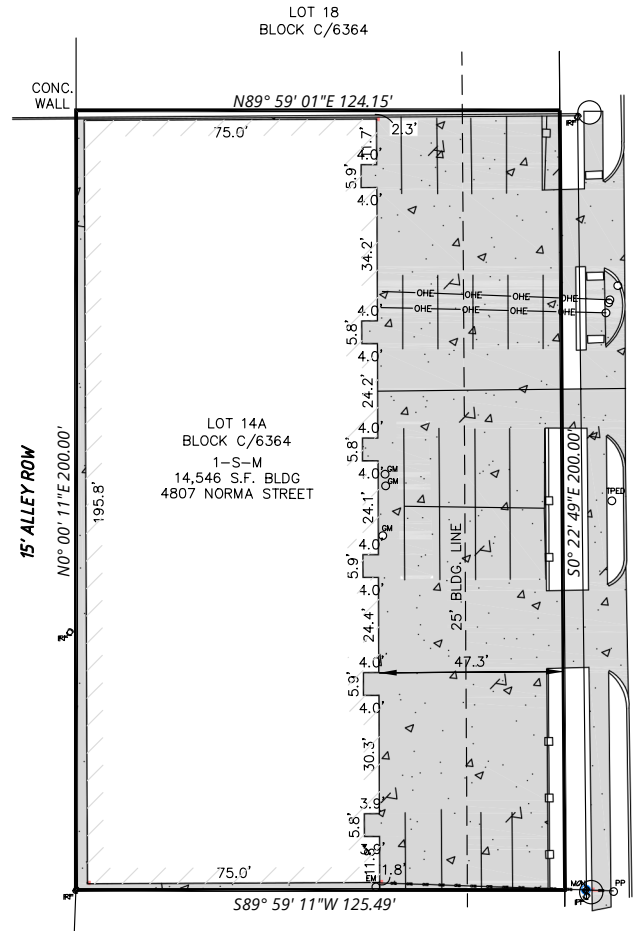 LOT 18
BLOCK C/6364
CONC.
WALL
N89° 59' 01"E 124.15'
75.0'
2.3'
4.0'
5.9'
4.0'
34.2'
OHE OHE OHE OHE
4.0'
OHE OHE OHE OHE
5.8'
4.0'
24.2'
4.0'
5.8'
LOT 14A
BLOCK C/6364
1-S-M
14,546 S.F. BLDG
4807 NORMA STREET
4.0'
GM
GM
24.1'
GM
4.0'
5.9'
4.0'
15' ALLEY ROW
N0° 00' 11"E 200.00'
195.8'
25' BLDG. LINE
S0° 22' 49"E 200.00'
TPED
24.4'
4.0'
47.3'
5.9'
4.0'
30.3'
3.9'
5.8'
11.5'
1.8'
75.0'
EM
PP
IRF
S89° 59' 11"W 125.49'